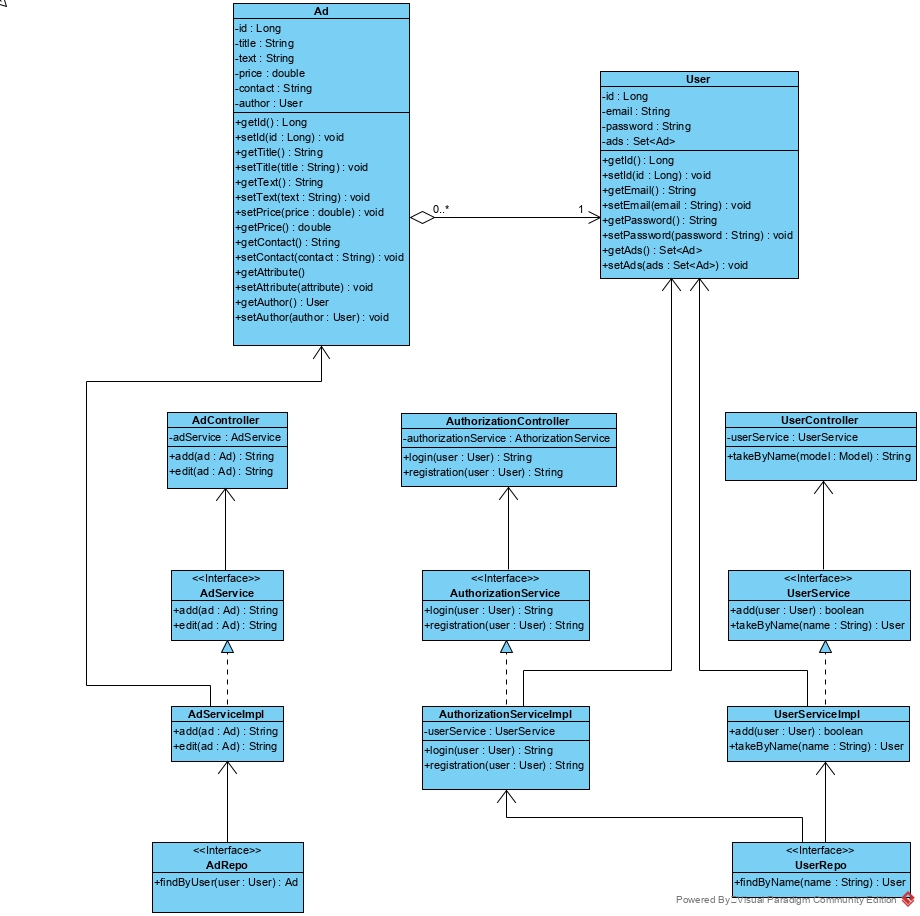 Ad
-id : Long
-title : String
-text : String
-price : double
-contact : String
-author : User
+getId() : Long
+setId(id : Long) : void
+getTitle() : String
+setTitle(title : String) : void
+getText() : String
+setText(text : String) : void
+setPrice(price : double) : void
+getPrice() : double
+getContact() : String
+setContact(contact : String) : void
+getAttribute()
+setAttribute(attribute) : void
+getAuthor() : User
+setAuthor(author : User) : void
0..*
1
User
-id : Long
-email : String
-password : String
-ads : Set<Ad>
+getId() : Long
+setId(id : Long) : void
+getEmail() : String
+setEmail(email : String) : void
+getPassword() : String
+setPassword(password : String) : void
+getAds() : Set<Ad>
+setAds(ads : Set<Ad>) : void
AdController
-adService : AdService
+add(ad : Ad) : String
+edit(ad : Ad) : String
AuthorizationController
-authorizationService : AthorizationService
+login(user : User) : String
+registration(user : User) : String
UserController
-userService : UserService
+takeByName(model : Model) : String
<<Interface>>
AdService
+add(ad : Ad) : String
+edit(ad : Ad) : String
<<Interface>>
AuthorizationService
+login(user : User) : String
+registration(user : User) : String
<<Interface>>
UserService
+add(user : User) : boolean
+takeByName(name : String) : User
AdServiceImpl
+add(ad : Ad) : String
+edit(ad : Ad) : String
AuthorizationServiceImpl
-userService : UserService
+login(user : User) : String
+registration(user : User) : String
UserServiceImpl
+add(user : User) : boolean
+takeByName(name : String) : User
<<Interface>>
AdRepo
+findByUser(user : User) : Ad
<<Interface>>
UserRepo
+findByName(name : String) : User
Powered By Visual Paradigm Community Edition